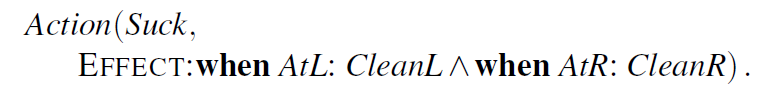 Action(Suck,
EFFECT:when AtL: CleanL ∧ when AtR: CleanR) .